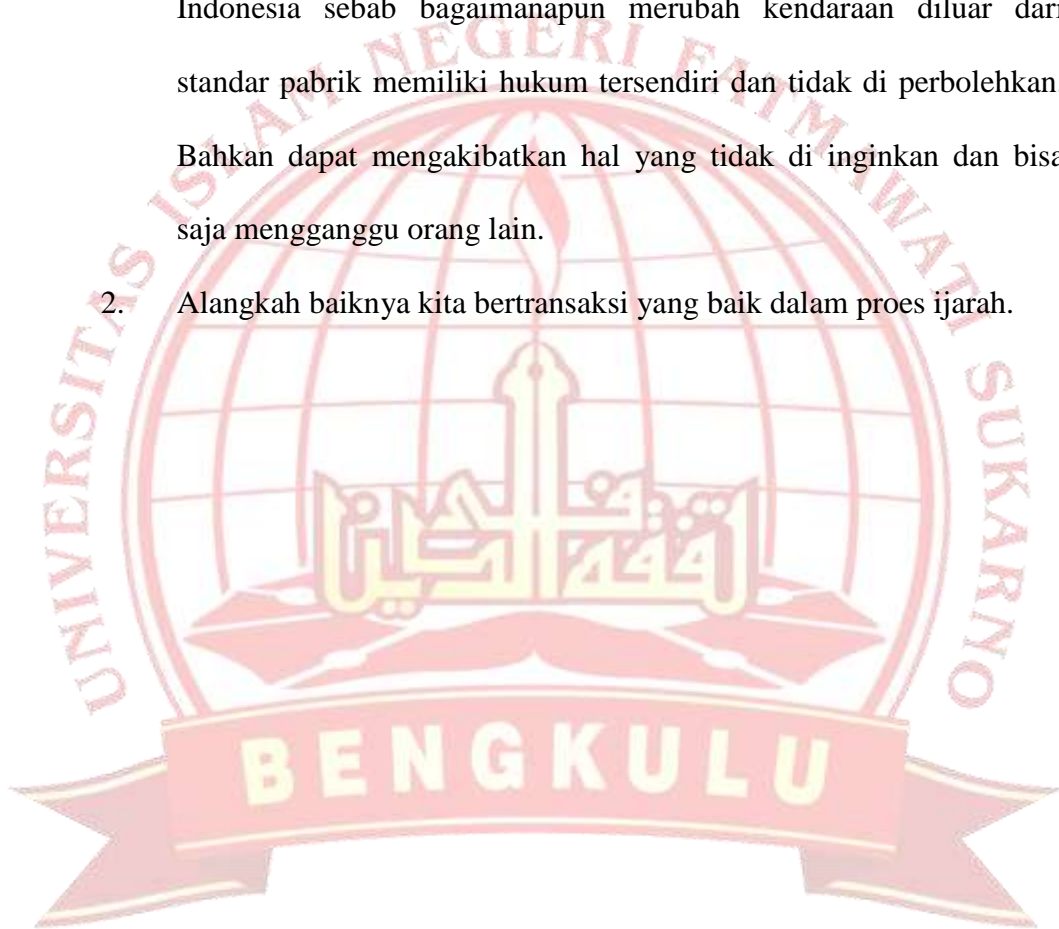 Indonesia sebab bagaimanapun merubah kendaraan diluar dari
standar pabrik memiliki hukum tersendiri dan tidak di perbolehkan.
Bahkan dapat mengakibatkan hal yang tidak di inginkan dan bisa
saja mengganggu orang lain.
2. Alangkah baiknya kita bertransaksi yang baik dalam proes ijarah.
UNIVERSITAS ISLAM NEGERI FATMAWATI SUKARNO
BENGKULU